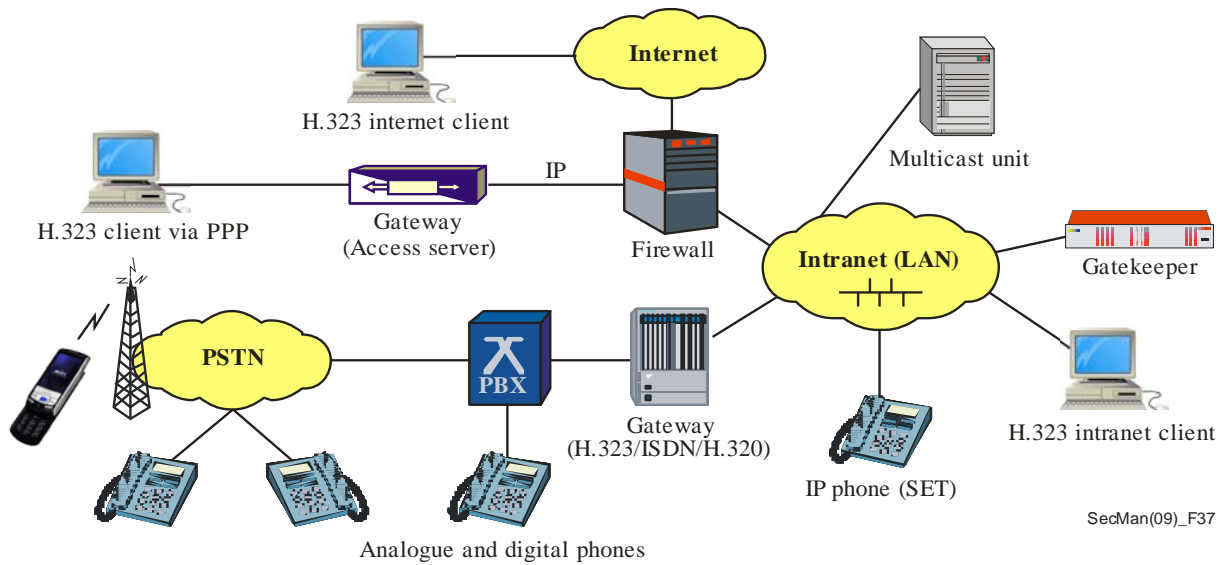 Internet
H.323 internet client
Multicast unit
IP
Gateway
(Access server)
H.323 client via PPP
Firewall
Intranet (LAN)
Gatekeeper
PSTN
PBX
Gateway
(H.323/ISDN/H.320)
H.323 intranet client
IP phone (SET)
SecMan(09)_F37
Analogue and digital phones